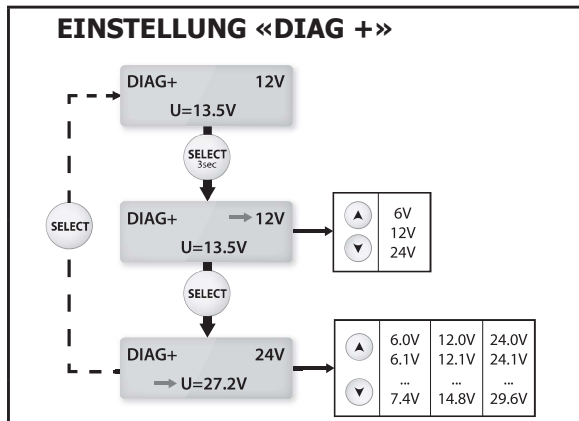 EINSTELLUNG «DIAG +»
DIAG+ 12V
U=13.5V
SELECT
3sec
DIAG+ 12V
U=13.5V
6V
12V
24V
SELECT
SELECT
DIAG+ 24V
U=27.2V
6.0V 12.0V 24.0V
6.1V 12.1V 24.1V
... ... ...
7.4V 14.8V 29.6V